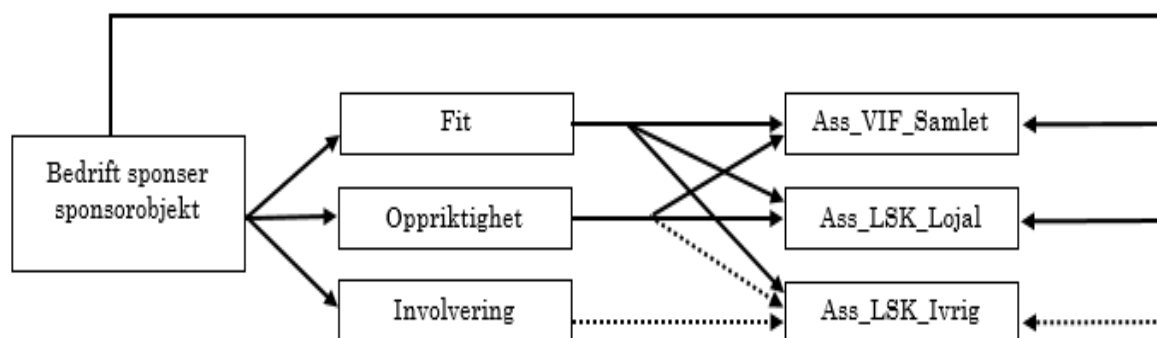 Bedrift sponser
sponsorobjekt
Fit
Oppriktighet
Involvering
Ass_VIF_Samlet
Ass_LSK_Lojal
Ass_LSK_Ivrig